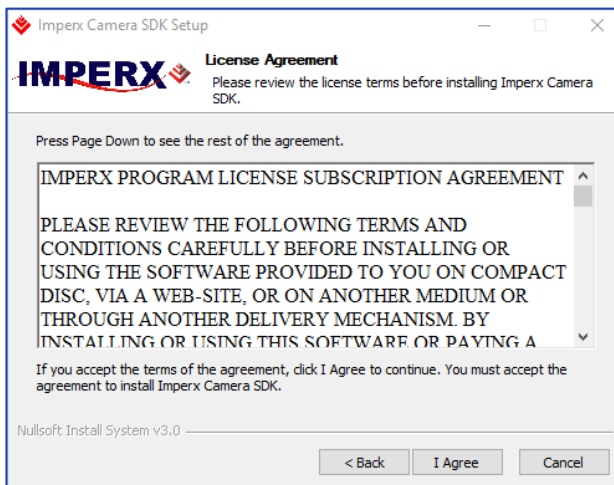 Imperx Camera SDK Setup
IMPERX
License Agreement
Please review the license terms before installing Imperx Camera
SDK.
Press Page Down to see the rest of the agreement.
IMPERX PROGRAM LICENSE SUBSCRIPTION AGREEMENT
PLEASE REVIEW THE FOLLOWING TERMS AND
CONDITIONS CAREFULLY BEFORE INSTALLING OR
USING THE SOFTWARE PROVIDED TO YOU ON COMPACT
DISC, VIA A WEB-SITE, OR ON ANOTHER MEDIUM OR
THROUGH ANOTHER DELIVERY MECHANISM. BY
INSTALLING OR USING THIS SOFTWARE OR PAYING A
If you accept the terms of the agreement, click I Agree to continue. You must accept the
agreement to install Imperx Camera SDK.
Nullsoft Install System v3.0
< Back
I Agree
Cancel